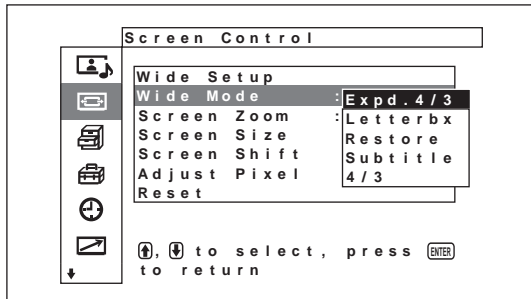 Screen Control
Wide Setup
Wide Mode : Expd.4/3
Screen Zoom : Letterbx
Screen Size Restore
Screen Shift Subtitle
Adjust Pixel 4/3
Reset
, to select, press ENTER
to return